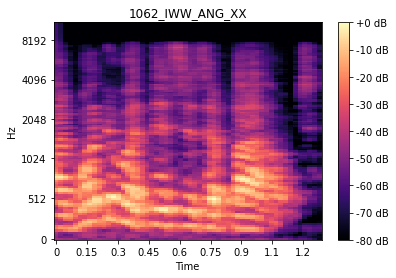 1062_IWW_ANG_XX
8192
4096
2048
1024
512
0
Hz
0 0.15 0.3 0.45 0.6 0.75 0.9 1.1 1.2
Time
+0 dB
-10 dB
-20 dB
-30 dB
-40 dB
-50 dB
-60 dB
-70 dB
-80 dB